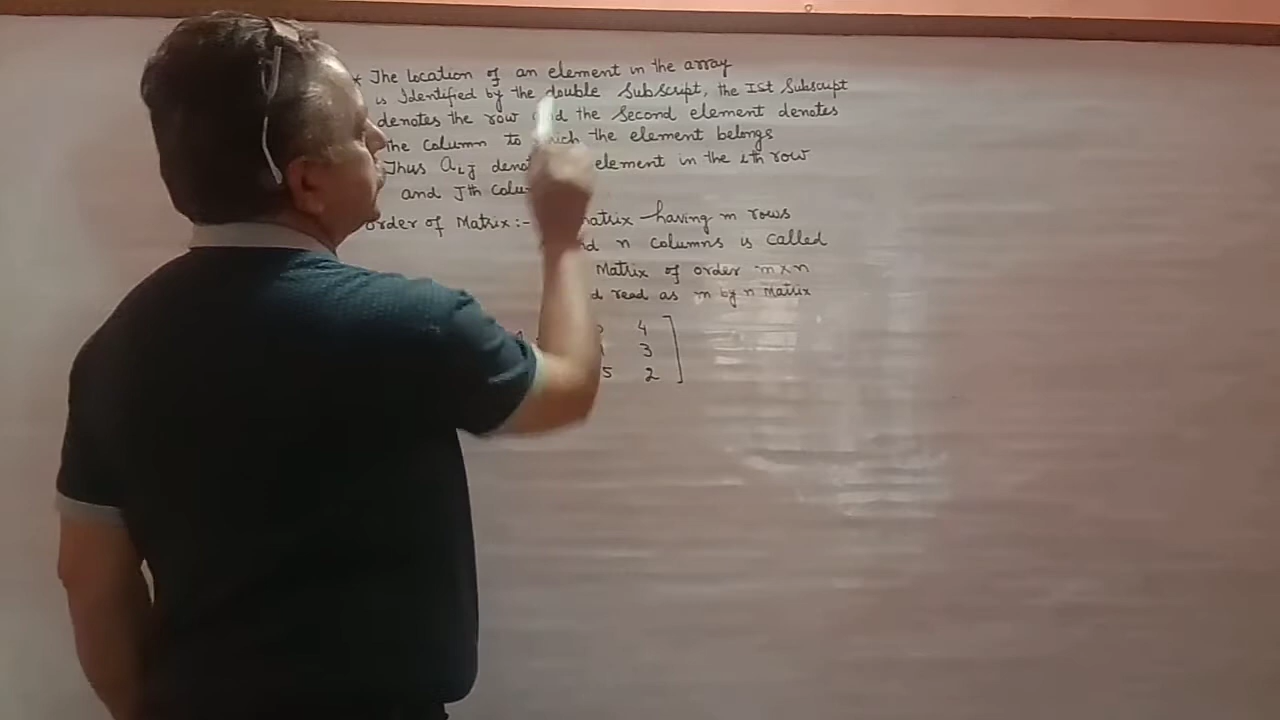 * The location of an element in the array
is Identified by the double Subscript, the Ist Subscript
denotes the row the Second element denotes
the column to the element belongs
Thus aij element in the ith row
and Jth
order of Matrix:- having m rows
n columns is called
Matrix of order m×n
read as m by n Matrix
4
3
5 2